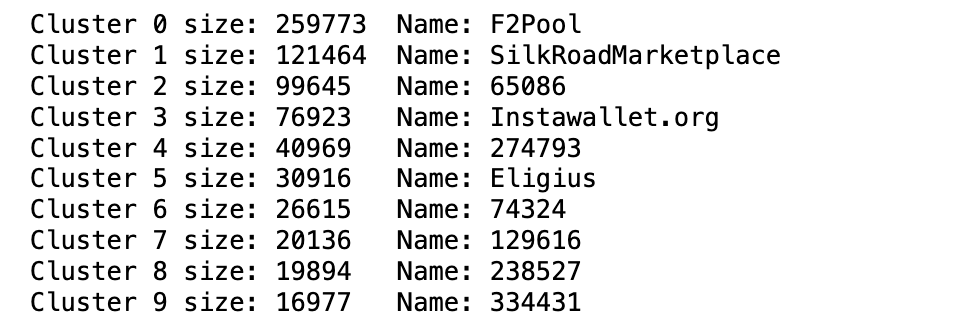 Cluster 0 size: 259773  Name: F2Pool
Cluster 1 size: 121464  Name: SilkRoadMarketplace
Cluster 2 size: 99645   Name: 65086
Cluster 3 size: 76923   Name: Instawallet.org
Cluster 4 size: 40969   Name: 274793
Cluster 5 size: 30916   Name: Eligius
Cluster 6 size: 26615   Name: 74324
Cluster 7 size: 20136   Name: 129616
Cluster 8 size: 19894   Name: 238527
Cluster 9 size: 16977   Name: 334431